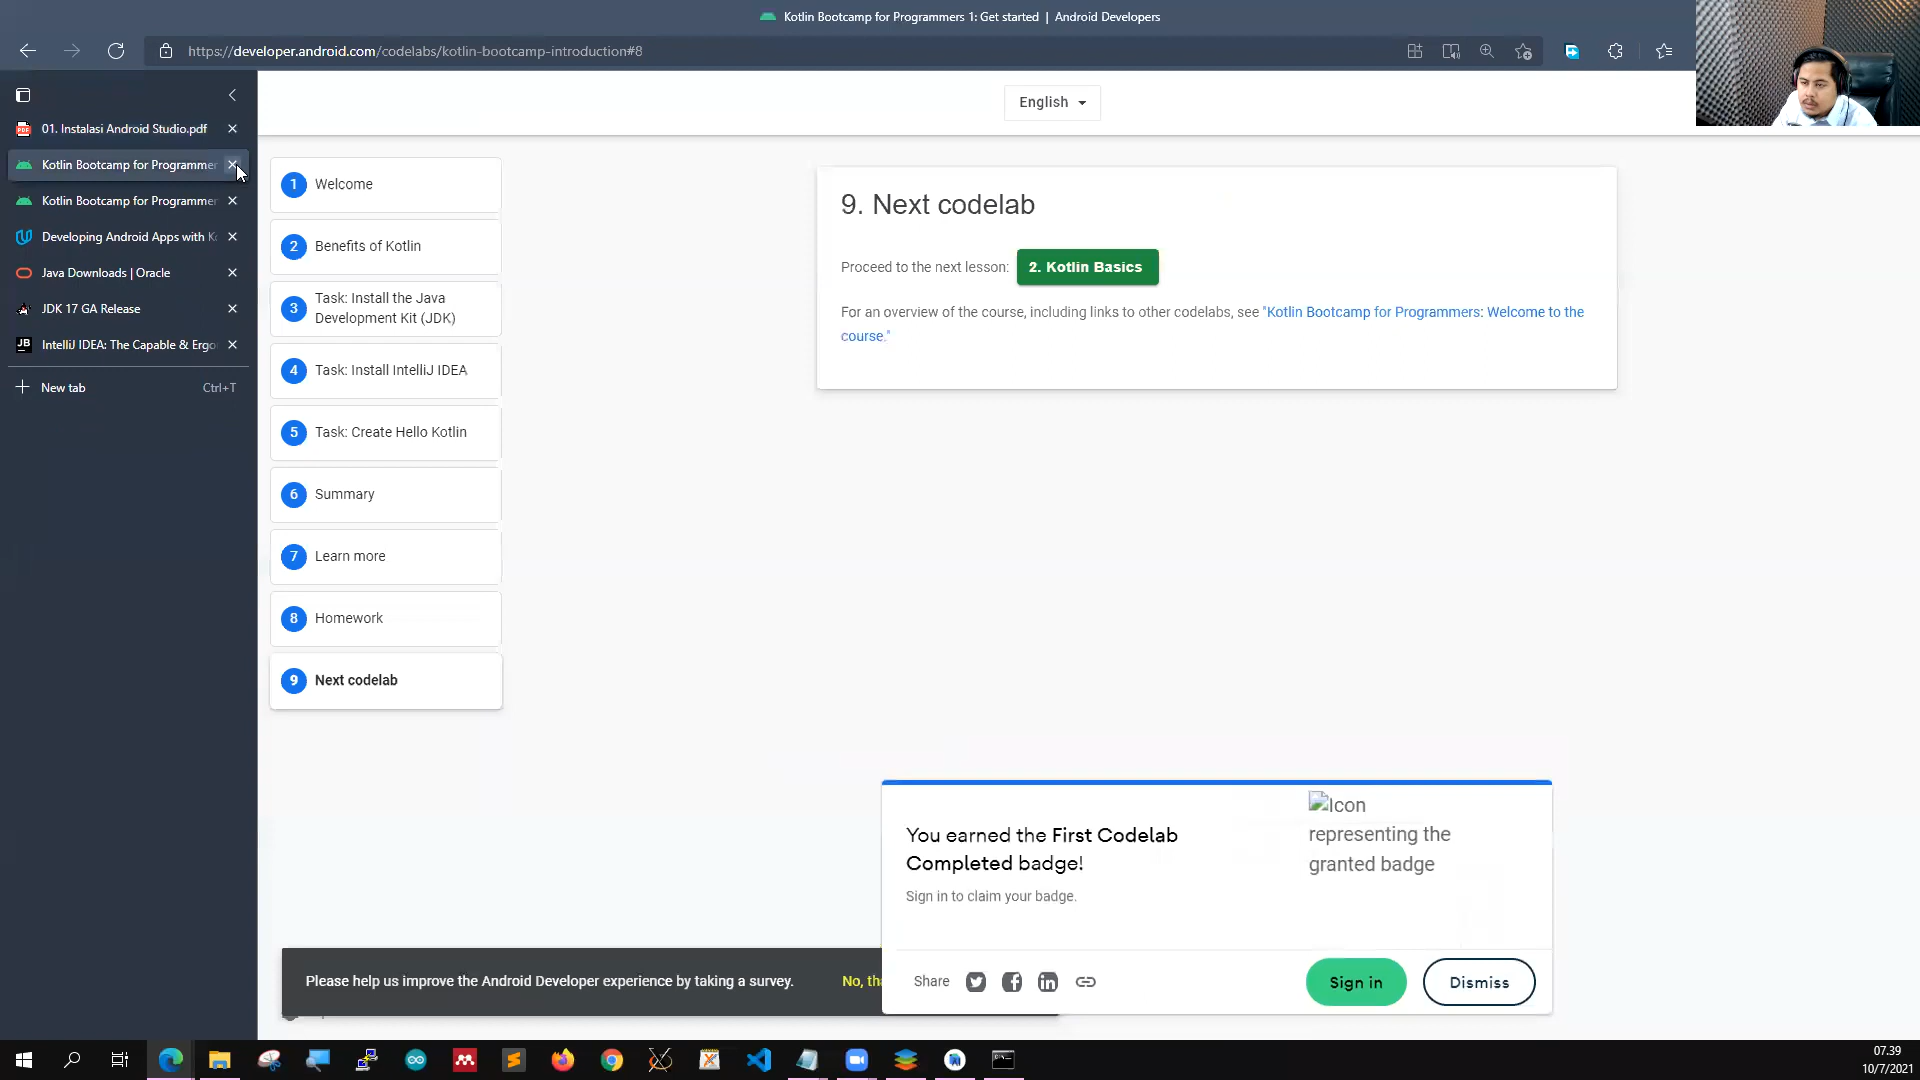 Kotlin Bootcamp for Programmers 1: Get started | Android Developers
https://developer.android.com/codelabs/kotlin-bootcamp-introduction#8
01. Instalasi Android Studio.pdf
Kotlin Bootcamp for Programmer
Kotlin Bootcamp for Programmer
Developing Android Apps with Ko
Java Downloads | Oracle
JDK 17 GA Release
IntelliJ IDEA: The Capable & Ergo
New tab Ctrl+T
English
1 Welcome
2 Benefits of Kotlin
3 Task: Install the Java
Development Kit (JDK)
4 Task: Install IntelliJ IDEA
5 Task: Create Hello Kotlin
6 Summary
7 Learn more
8 Homework
9 Next codelab
9. Next codelab
Proceed to the next lesson: 2. Kotlin Basics
For an overview of the course, including links to other codelabs, see "Kotlin Bootcamp for Programmers: Welcome to the
course."
You earned the First Codelab
Completed badge!
Sign in to claim your badge.
Icon
representing the
granted badge
Share
Sign in
Dismiss
Please help us improve the Android Developer experience by taking a survey. No, tha
07.39
10/7/2021